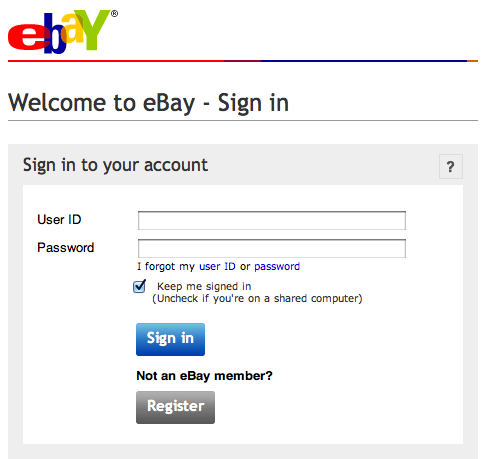 ebaY®
Welcome to eBay - Sign in
Sign in to your account
?
User ID
Password
I forgot my user ID or password
Keep me signed in
(Uncheck if you're on a shared computer)
Sign in
Not an eBay member?
Register